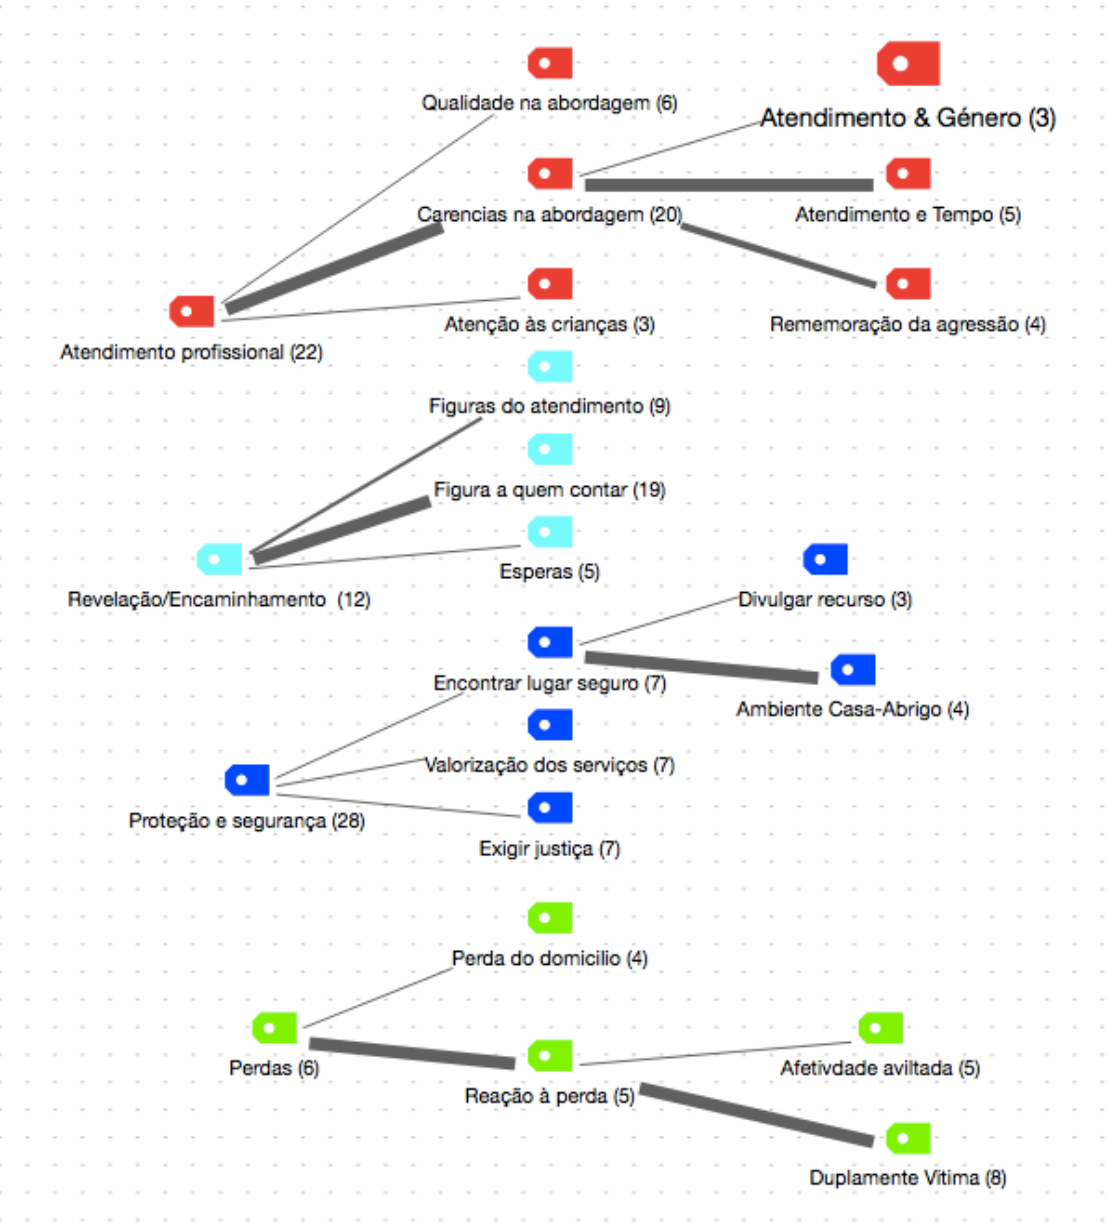 Qualidade na abordagem (6)
Atendimento & Género (3)
Carencias na abordagem (20)
Atendimento e Tempo (5)
Atenção às crianças (3)
Rememoração da agressão (4)
Atendimento profissional (22)
Figuras do atendimento (9)
Figura a quem contar (19)
Esperas (5)
Revelação/Encaminhamento (12)
Divulgar recurso (3)
Encontrar lugar seguro (7)
Ambiente Casa-Abrigo (4)
Valorização dos serviços (7)
Proteção e segurança (28)
Exigir justiça (7)
Perda do domicilio (4)
Perdas (6)
Afetivdade aviltada (5)
Reação à perda (5)
Duplamente Vitima (8)